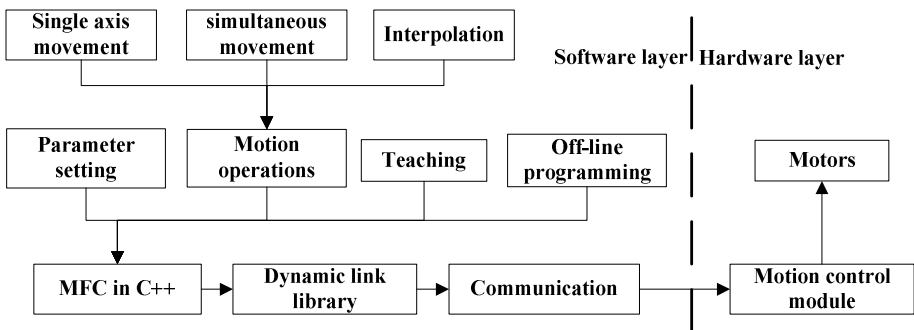 Single axis
movement
simultaneous
movement
Interpolation
Software layer
Hardware layer
Parameter
setting
Motion
operations
Teaching
Off-line
programming
Motors
MFC in C++
Dynamic link
library
Communication
Motion control
module